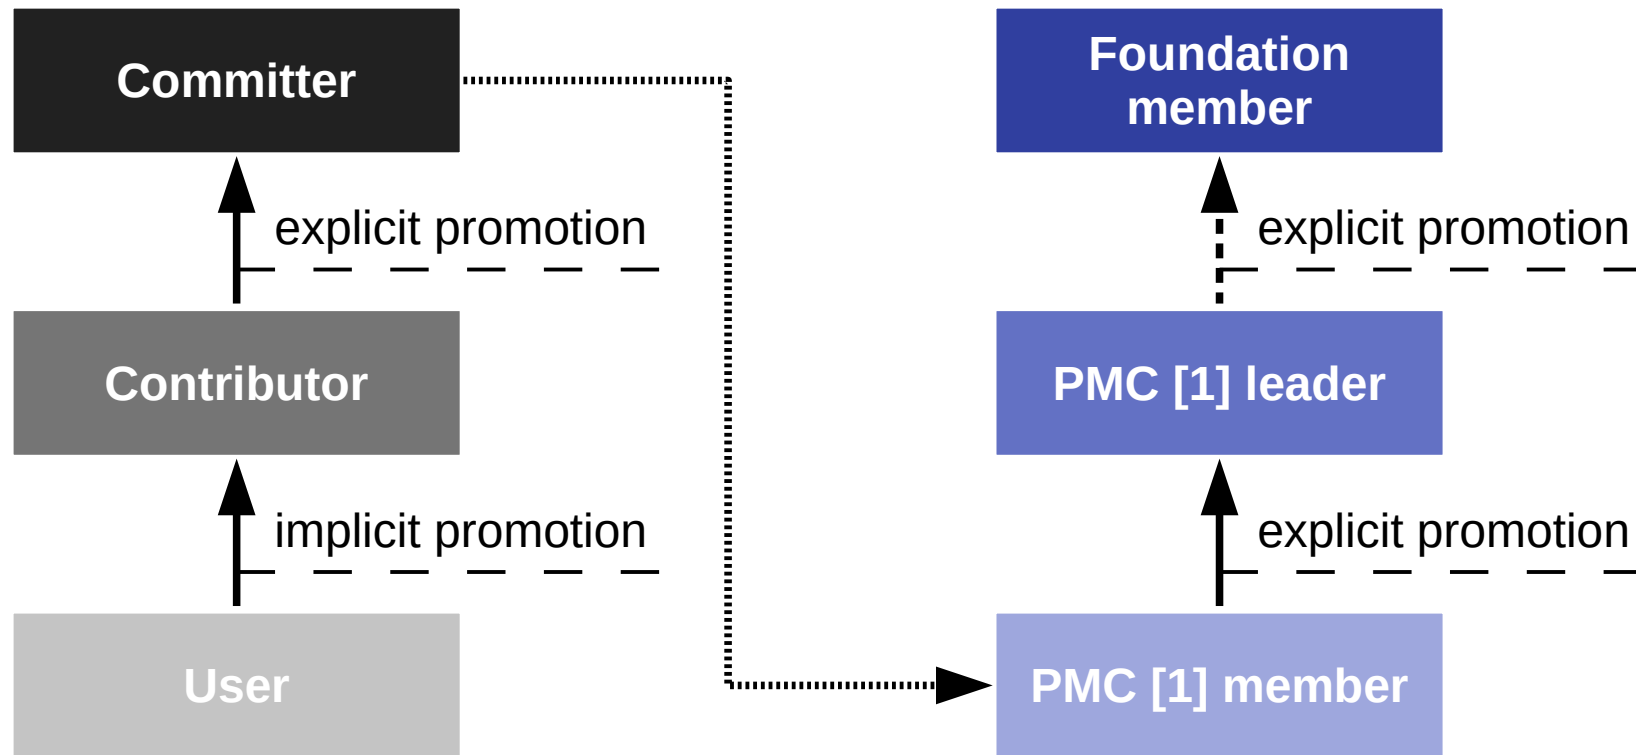 Committer
explicit promotion
Contributor
implicit promotion
User
Foundation
member
explicit promotion
PMC [1] leader
explicit promotion
PMC [1] member